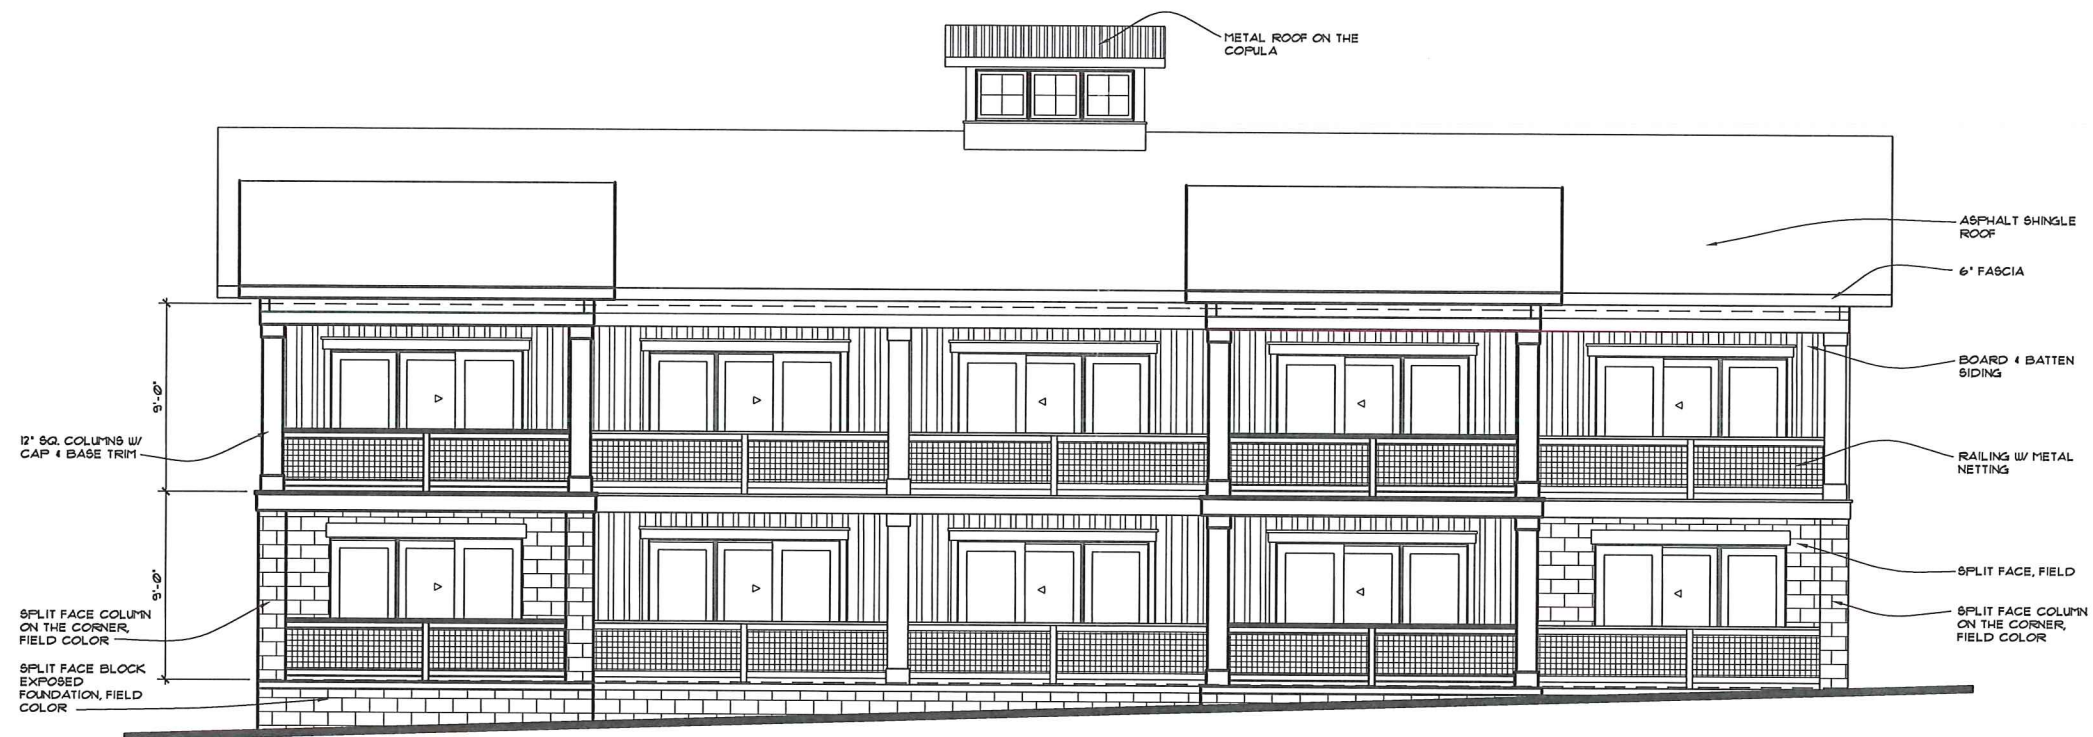 METAL ROOF ON THE
COPULA
ASPHALT SHINGLE
ROOF
6" FASCIA
BOARD & BATTEN
SIDING
9'-0"
12" SQ. COLUMNS W/
CAP & BASE TRIM
RAILING W/ METAL
NETTING
9'-0"
SPLIT FACE, FIELD
SPLIT FACE COLUMN
ON THE CORNER,
FIELD COLOR
SPLIT FACE COLUMN
ON THE CORNER,
FIELD COLOR
SPLIT FACE BLOCK
EXPOSED
FOUNDATION, FIELD
COLOR